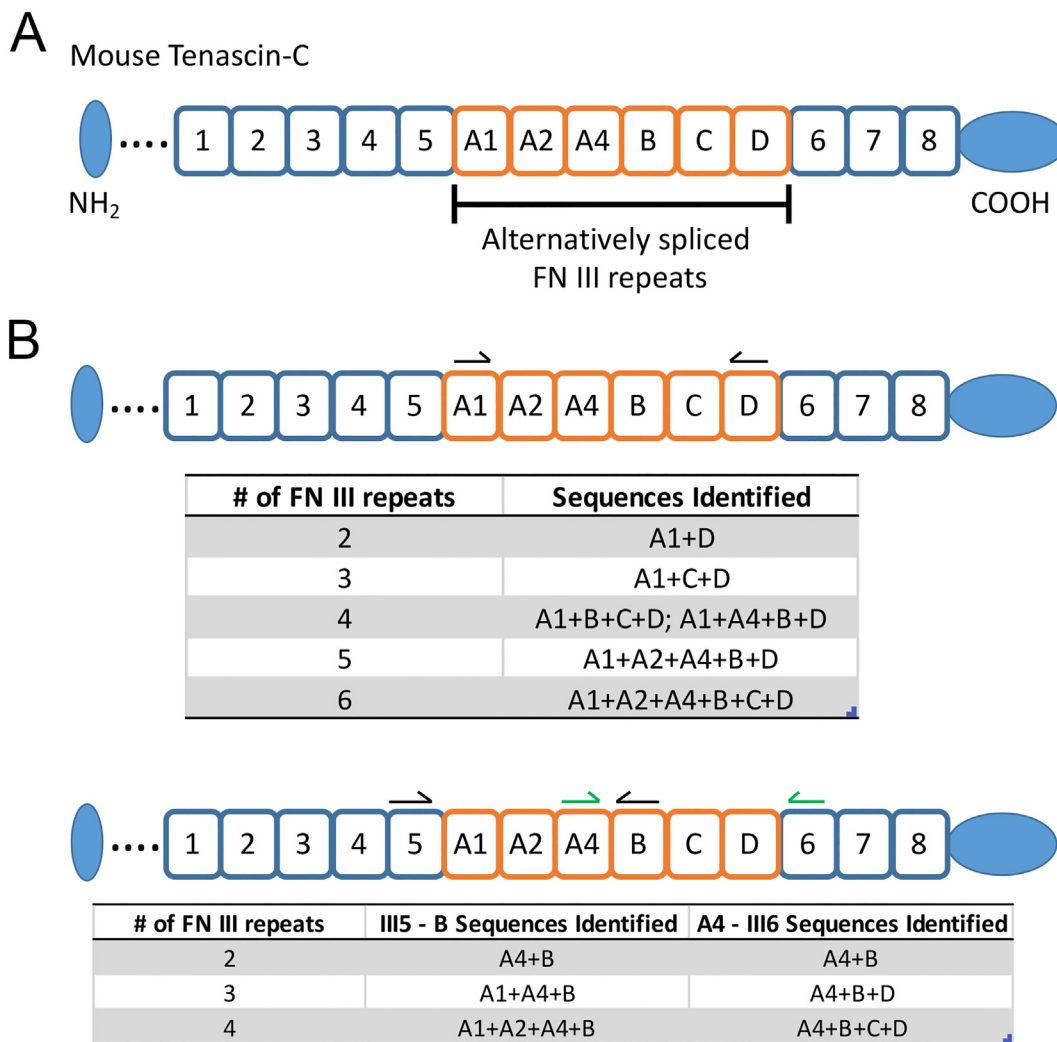 A
Mouse Tenascin-C
1 2 3 4 5 A1 A2 A4 B C D 6 7 8
NH₂
COOH
Alternatively spliced
FN III repeats
B
1 2 3 4 5 A1 A2 A4 B C D 6 7 8
# of FN III repeats Sequences Identified
2 A1+D
3 A1+C+D
4 A1+B+C+D; A1+A4+B+D
5 A1+A2+A4+B+D
6 A1+A2+A4+B+C+D
1 2 3 4 5 A1 A2 A4 B C D 6 7 8
# of FN III repeats III5 - B Sequences Identified A4 - III6 Sequences Identified
2 A4+B A4+B
3 A1+A4+B A4+B+D
4 A1+A2+A4+B A4+B+C+D